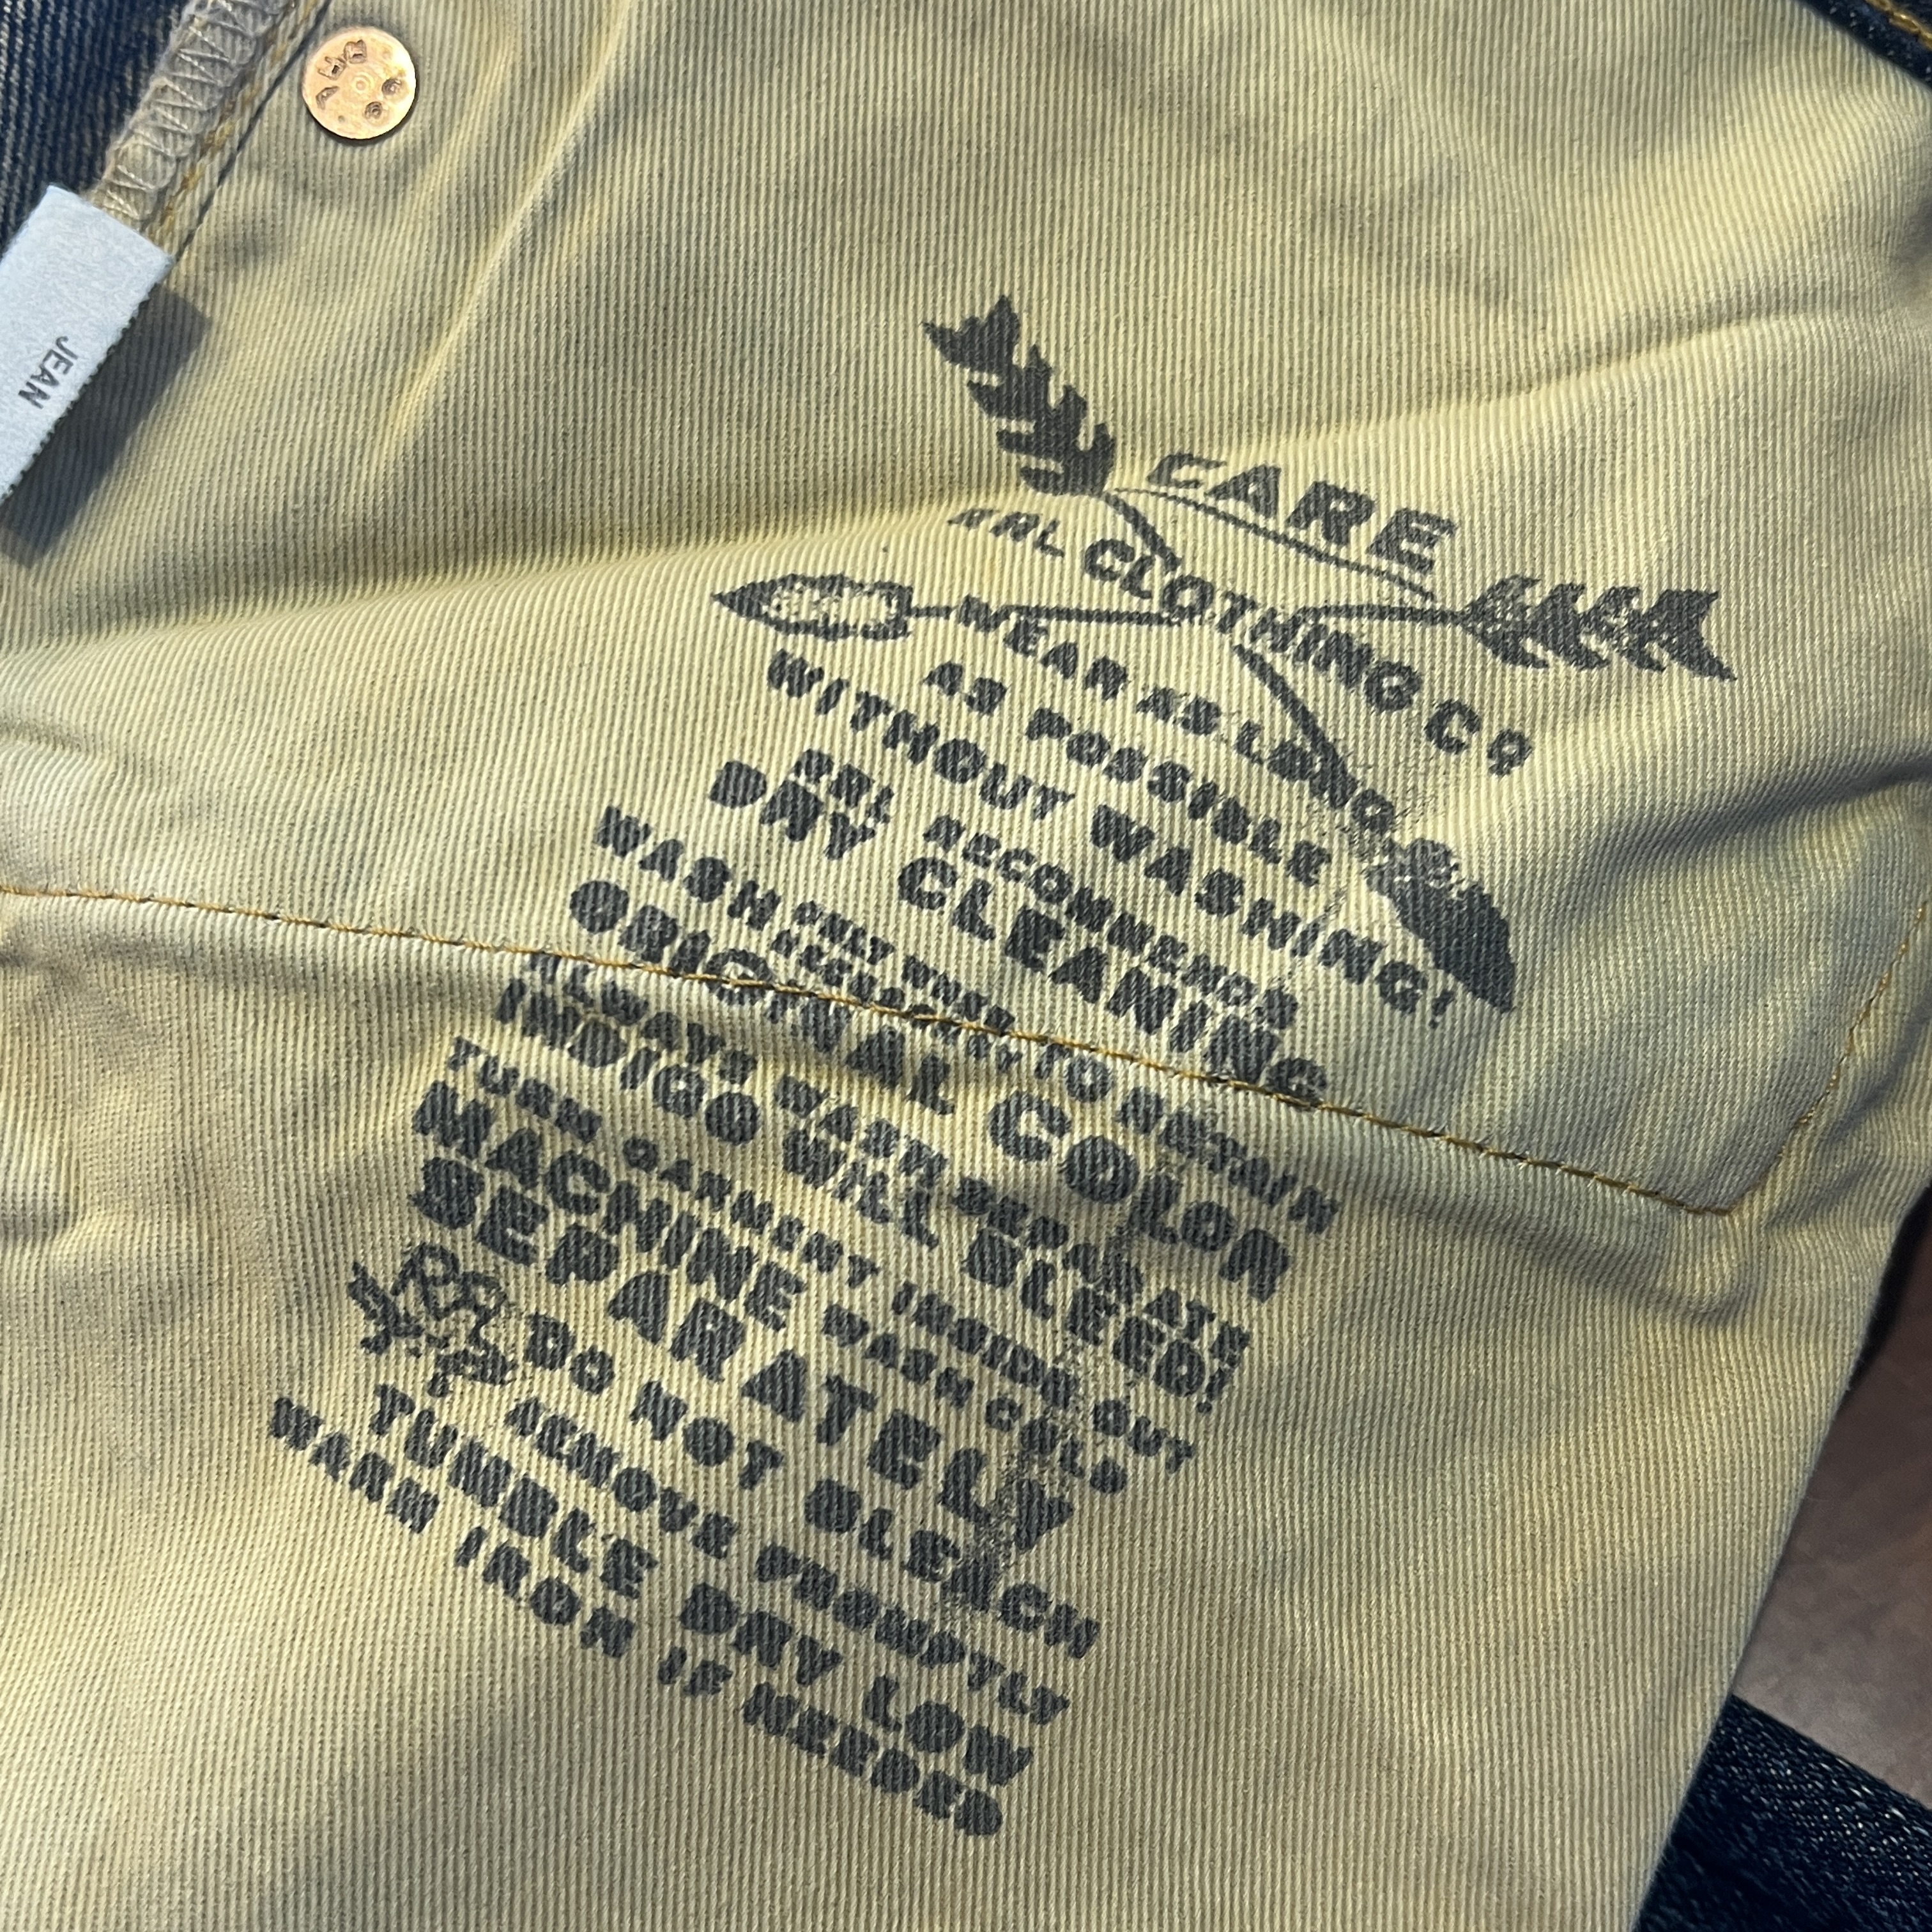 JEAN
CARE
RRL CLOTHING CO
WEAR AS LONG
AS POSSIBLE
WITHOUT WASHING!
RRL RECOMMENDS
DRY CLEANING
WASH ONLY WHEN NECESSARY TO RETAIN
ORIGINAL COLOR
ALWAYS WASH SEPARATE
INDIGO WILL BLEED!
TURN GARMENT INSIDE OUT
MACHINE WASH COLD
SEPARATELY
RRL DO NOT BLEACH
REMOVE PROMPTLY
TUMBLE DRY LOW
WARM IRON IF NEEDED